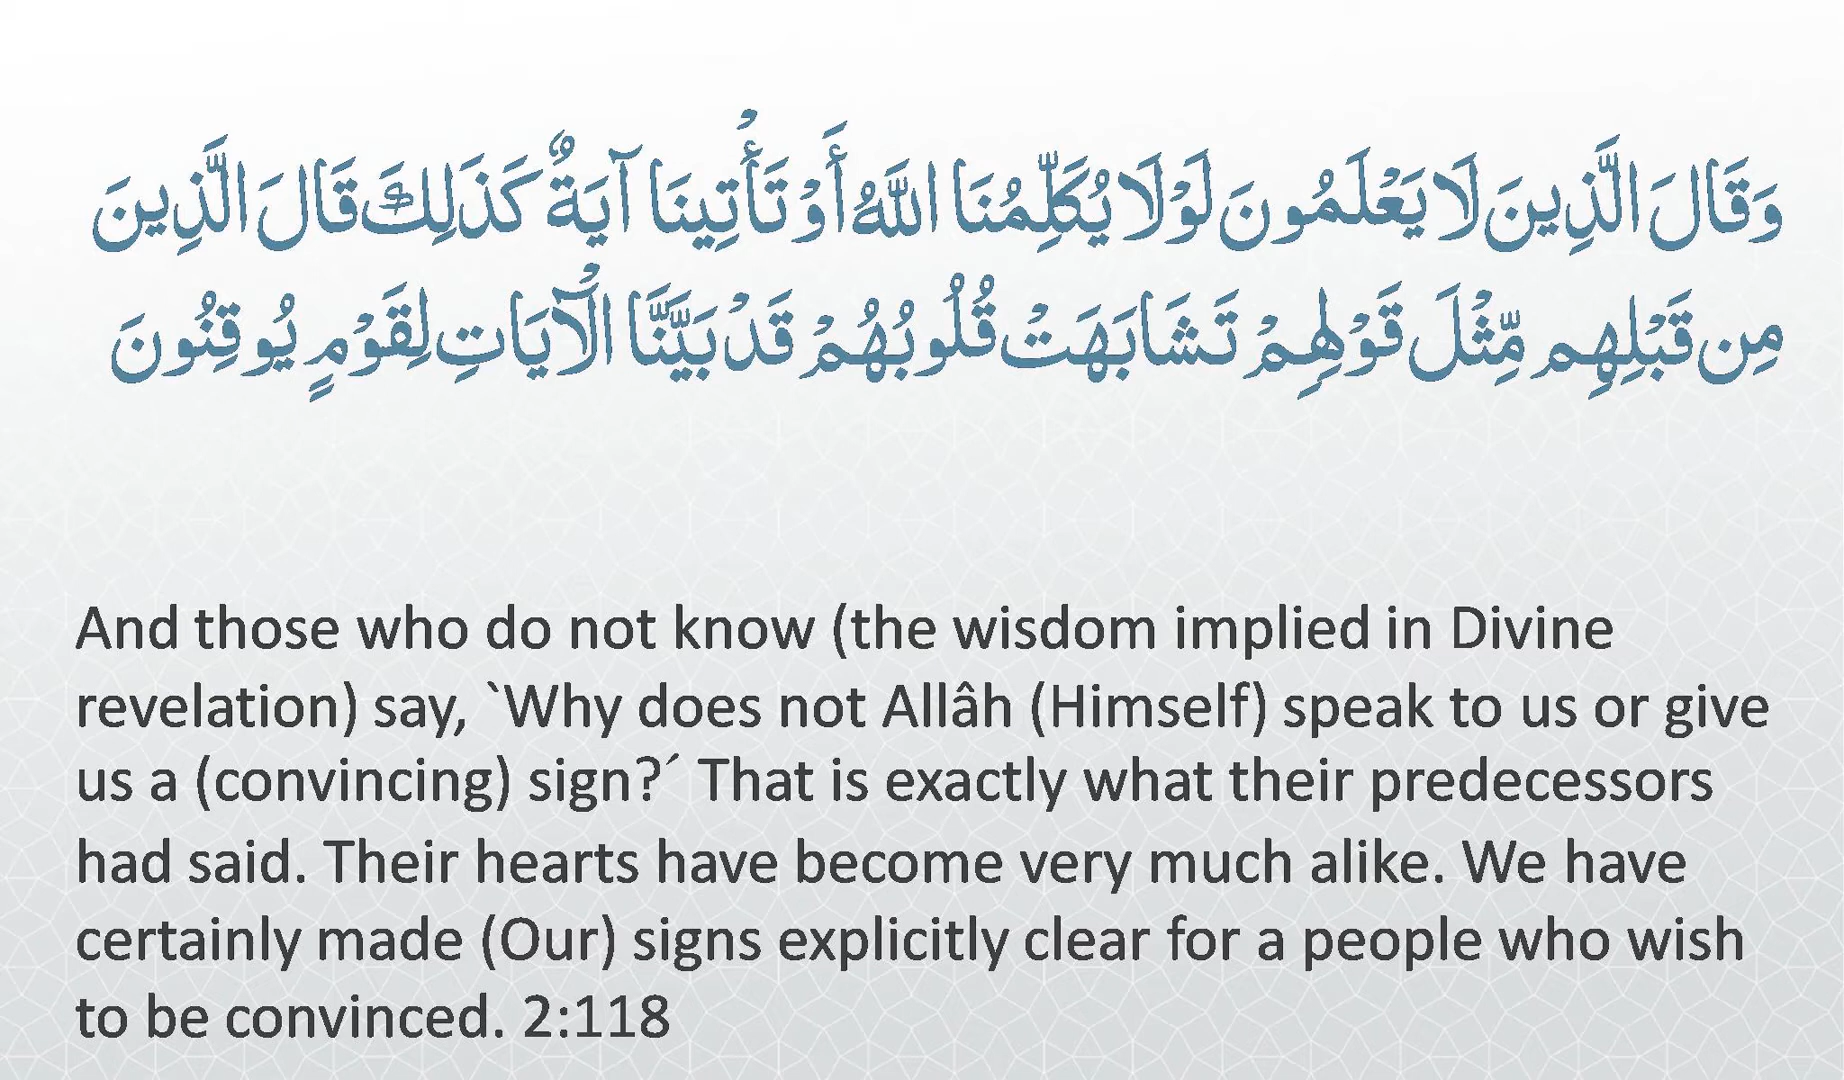 وَقَالَ الَّذِينَ لَا يَعْلَمُونَ لَوْلَا يُكَلِّمُنَا اللَّهُ أَوْ تَأْتِينَا آيَةٌ كَذَلِكَ قَالَ الَّذِينَ
مِن قَبْلِهِم مِّثْلَ قَوْلِهِمْ تَشَابَهَتْ قُلُوبُهُمْ قَدْ بَيَّنَّا الْآيَاتِ لِقَوْمٍ يُوقِنُونَ
And those who do not know (the wisdom implied in Divine
revelation) say, `Why does not Allâh (Himself) speak to us or give
us a (convincing) sign?´ That is exactly what their predecessors
had said. Their hearts have become very much alike. We have
certainly made (Our) signs explicitly clear for a people who wish
to be convinced. 2:118